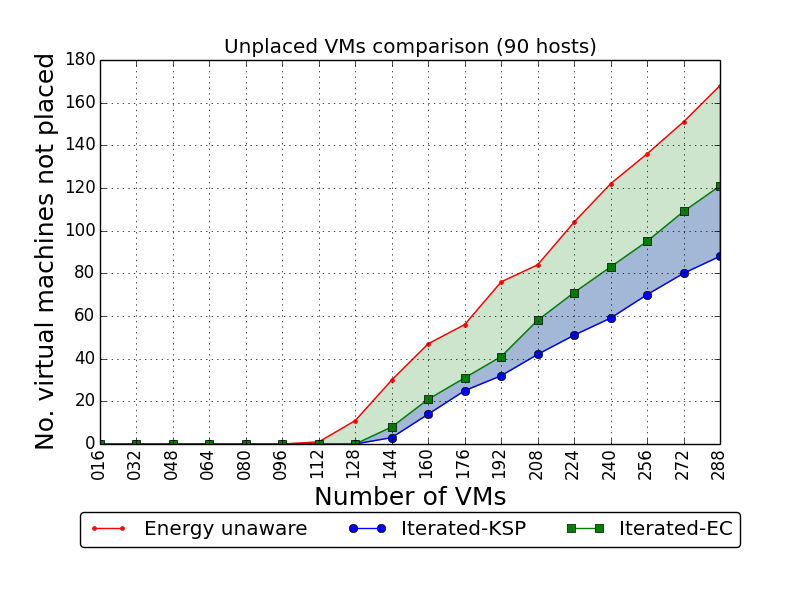 Unplaced VMs comparison (90 hosts)
No. virtual machines not placed
180
160
140
120
100
80
60
40
20
0
016 032 048 064 080 096 112 128 144 160 176 192 208 224 240 256 272 288
Number of VMs
Energy unaware Iterated-KSP Iterated-EC